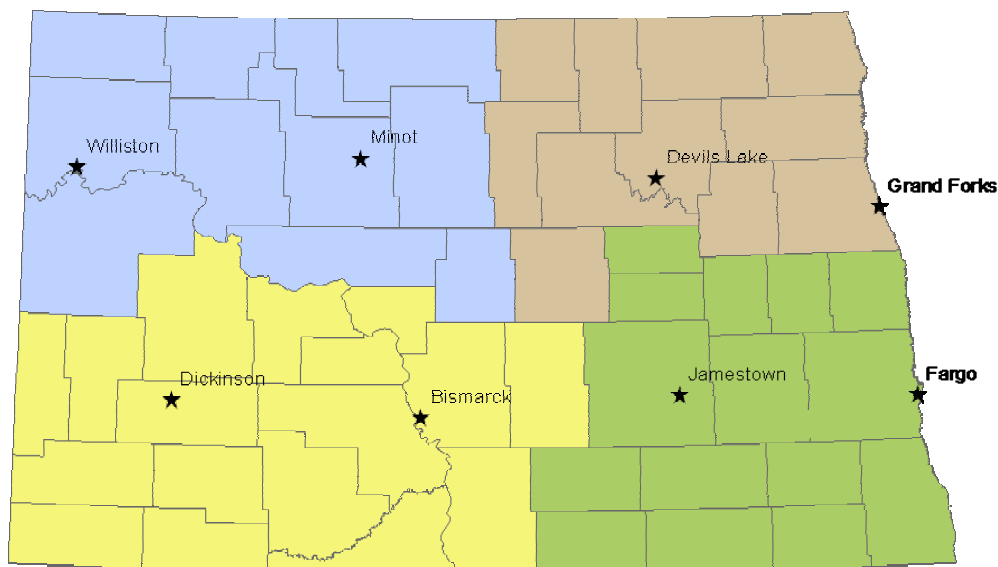 Williston
Minot
Devils Lake
Grand Forks
Dickinson
Bismarck
Jamestown
Fargo